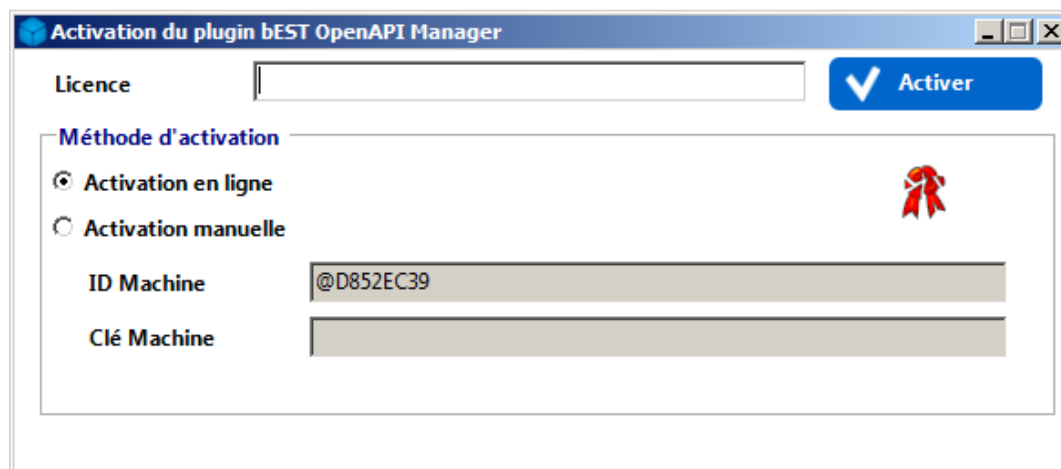 Activation du plugin bEST OpenAPI Manager
Licence
Activer
Méthode d'activation
Activation en ligne
Activation manuelle
ID Machine @D852EC39
Clé Machine